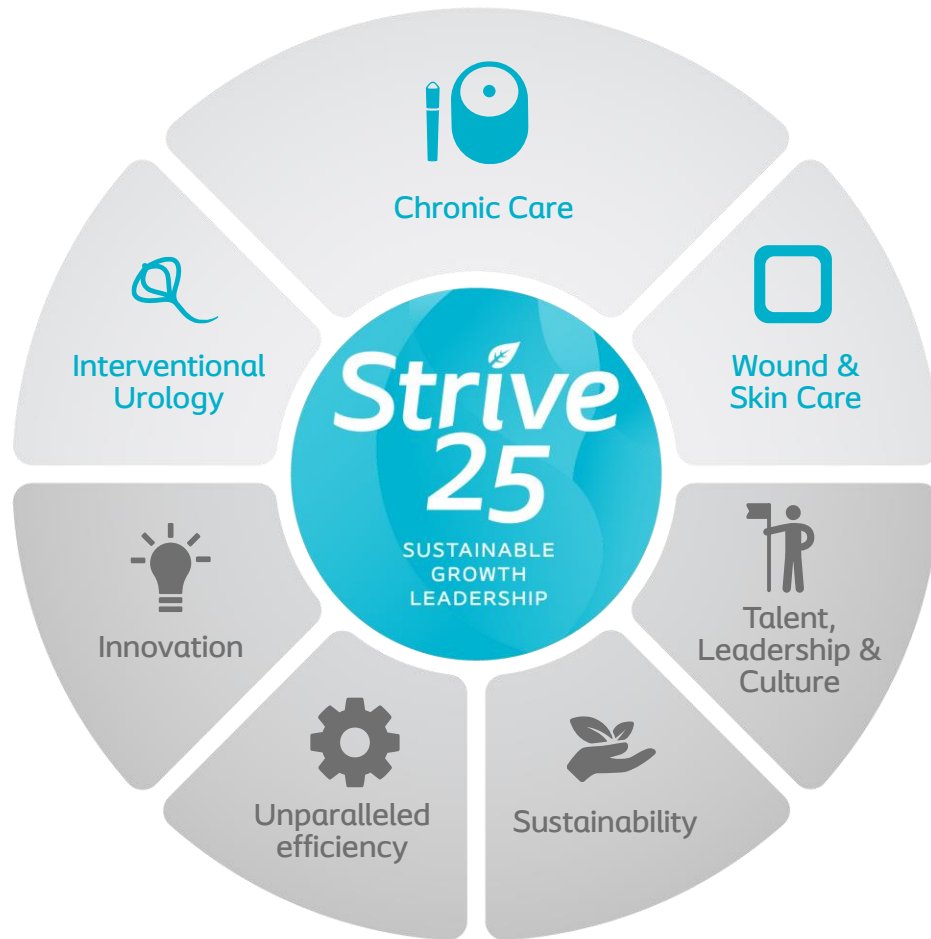 Chronic Care
Interventional
Urology
Wound &
Skin Care
Strive
25
SUSTAINABLE
GROWTH
LEADERSHIP
Innovation
Talent,
Leadership &
Culture
Unparalleled
efficiency
Sustainability